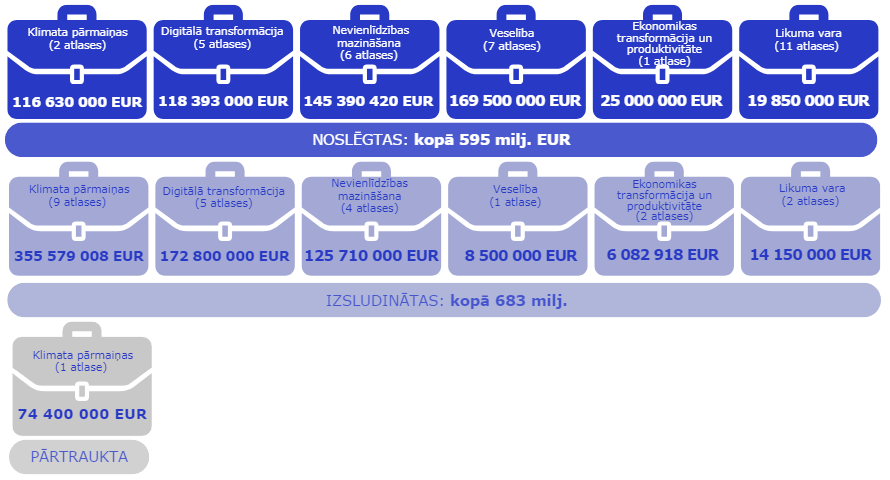 Klimata pārmaiņas
(2 atlases)
116 630 000 EUR
Digitālā transformācija
(5 atlases)
118 393 000 EUR
Nevienlīdzības
mazināšana
(6 atlases)
145 390 420 EUR
Veselība
(7 atlases)
169 500 000 EUR
Ekonomikas
transformācija un
produktivitāte
(1 atlase)
25 000 000 EUR
Likuma vara
(11 atlases)
19 850 000 EUR
NOSLĒGTAS: kopā 595 milj. EUR
Klimata pārmaiņas
(9 atlases)
355 579 008 EUR
Digitālā transformācija
(5 atlases)
172 800 000 EUR
Nevienlīdzības
mazināšana
(4 atlases)
125 710 000 EUR
Veselība
(1 atlase)
8 500 000 EUR
Ekonomikas
transformācija un
produktivitāte
(2 atlases)
6 082 918 EUR
Likuma vara
(2 atlases)
14 150 000 EUR
IZSLUDINĀTAS: kopā 683 milj.
Klimata pārmaiņas
(1 atlase)
74 400 000 EUR
PĀRTRAUKTA